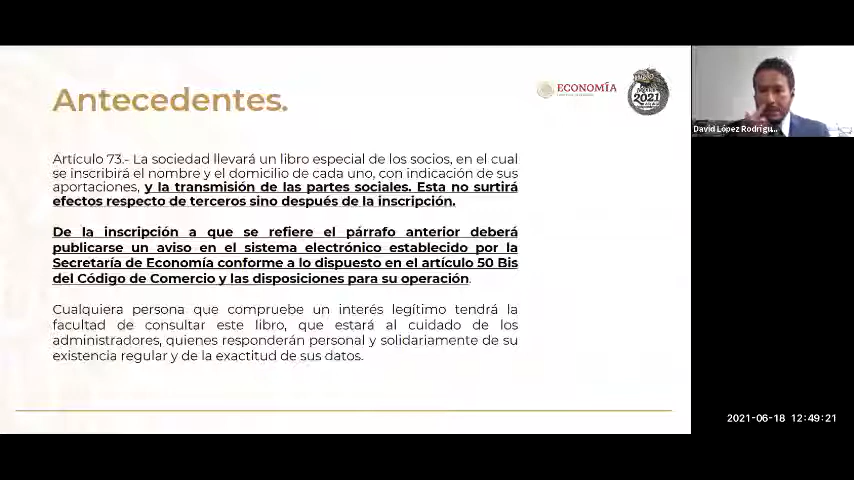 Antecedentes.
ECONOMÍA
2021
David López Rodrígu...
Artículo 73.- La sociedad llevará un libro especial de los socios, en el cual
se inscribirá el nombre y el domicilio de cada uno, con indicación de sus
aportaciones, y la transmisión de las partes sociales. Esta no surtirá
efectos respecto de terceros sino después de la inscripción.
De la inscripción a que se refiere el párrafo anterior deberá
publicarse un aviso en el sistema electrónico establecido por la
Secretaría de Economía conforme a lo dispuesto en el artículo 50 Bis
del Código de Comercio y las disposiciones para su operación.
Cualquiera persona que compruebe un interés legítimo tendrá la
facultad de consultar este libro, que estará al cuidado de los
administradores, quienes responderán personal y solidariamente de su
existencia regular y de la exactitud de sus datos.
2021-06-18 12:49:21